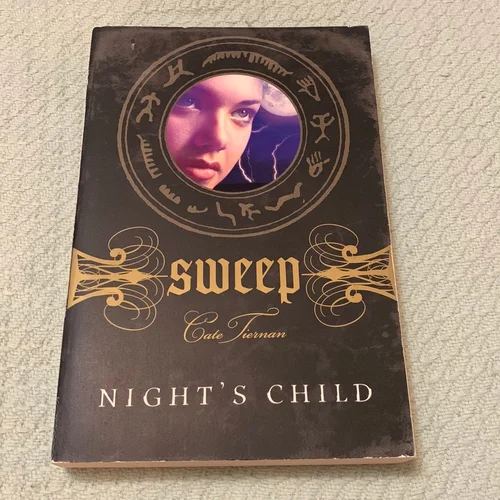 sweep
Cate Tiernan
NIGHT'S CHILD